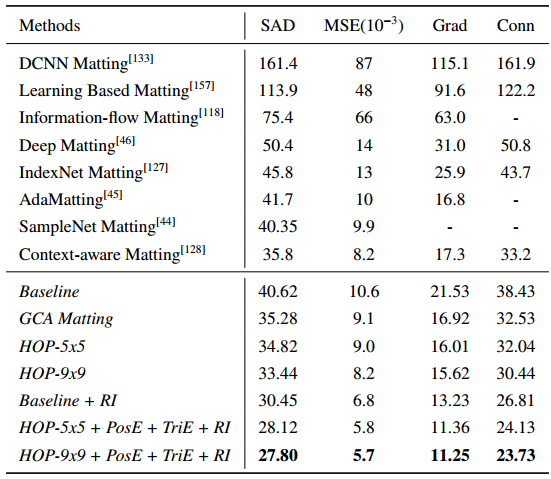 Methods SAD MSE(10−3) Grad Conn
DCNN Matting[133] 161.4 87 115.1 161.9
Learning Based Matting[157] 113.9 48 91.6 122.2
Information-flow Matting[118] 75.4 66 63.0 -
Deep Matting[46] 50.4 14 31.0 50.8
IndexNet Matting[127] 45.8 13 25.9 43.7
AdaMatting[45] 41.7 10 16.8 -
SampleNet Matting[44] 40.35 9.9 - -
Context-aware Matting[128] 35.8 8.2 17.3 33.2
Baseline 40.62 10.6 21.53 38.43
GCA Matting 35.28 9.1 16.92 32.53
HOP-5x5 34.82 9.0 16.01 32.04
HOP-9x9 33.44 8.2 15.62 30.44
Baseline + RI 30.45 6.8 13.23 26.81
HOP-5x5 + PosE + TriE + RI 28.12 5.8 11.36 24.13
HOP-9x9 + PosE + TriE + RI 27.80 5.7 11.25 23.73